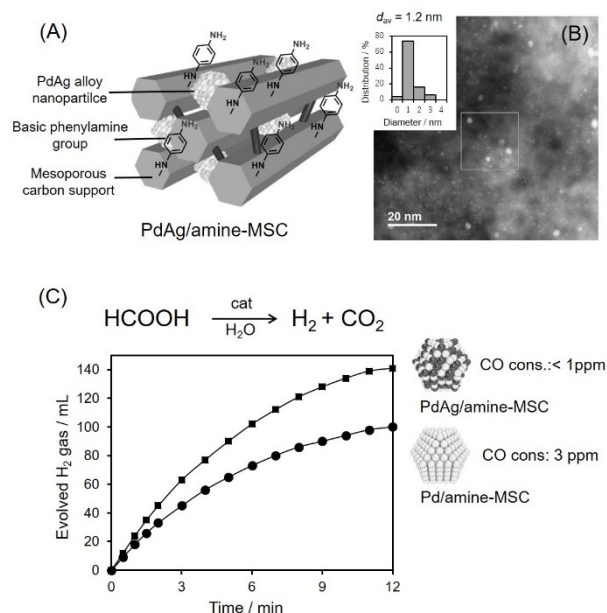 (A)
NH2
NH2
NH2
HN
HN
PdAg alloy
nanopartilce
Basic phenylamine
group
Mesoporous
carbon support
NH2
NH2
NH2
HN
HN
HN
PdAg/amine-MSC
dav = 1.2 nm
(B)
Distribution / %
80
60
40
20
0
0 1 2 3 4
Diameter / nm
20 nm
(C)
HCOOH cat H2O H2 + CO2
Evolved H2 gas / mL
140
120
100
80
60
40
20
0
0 3 6 9 12
Time / min
CO cons.:< 1ppm
PdAg/amine-MSC
CO cons: 3 ppm
Pd/amine-MSC